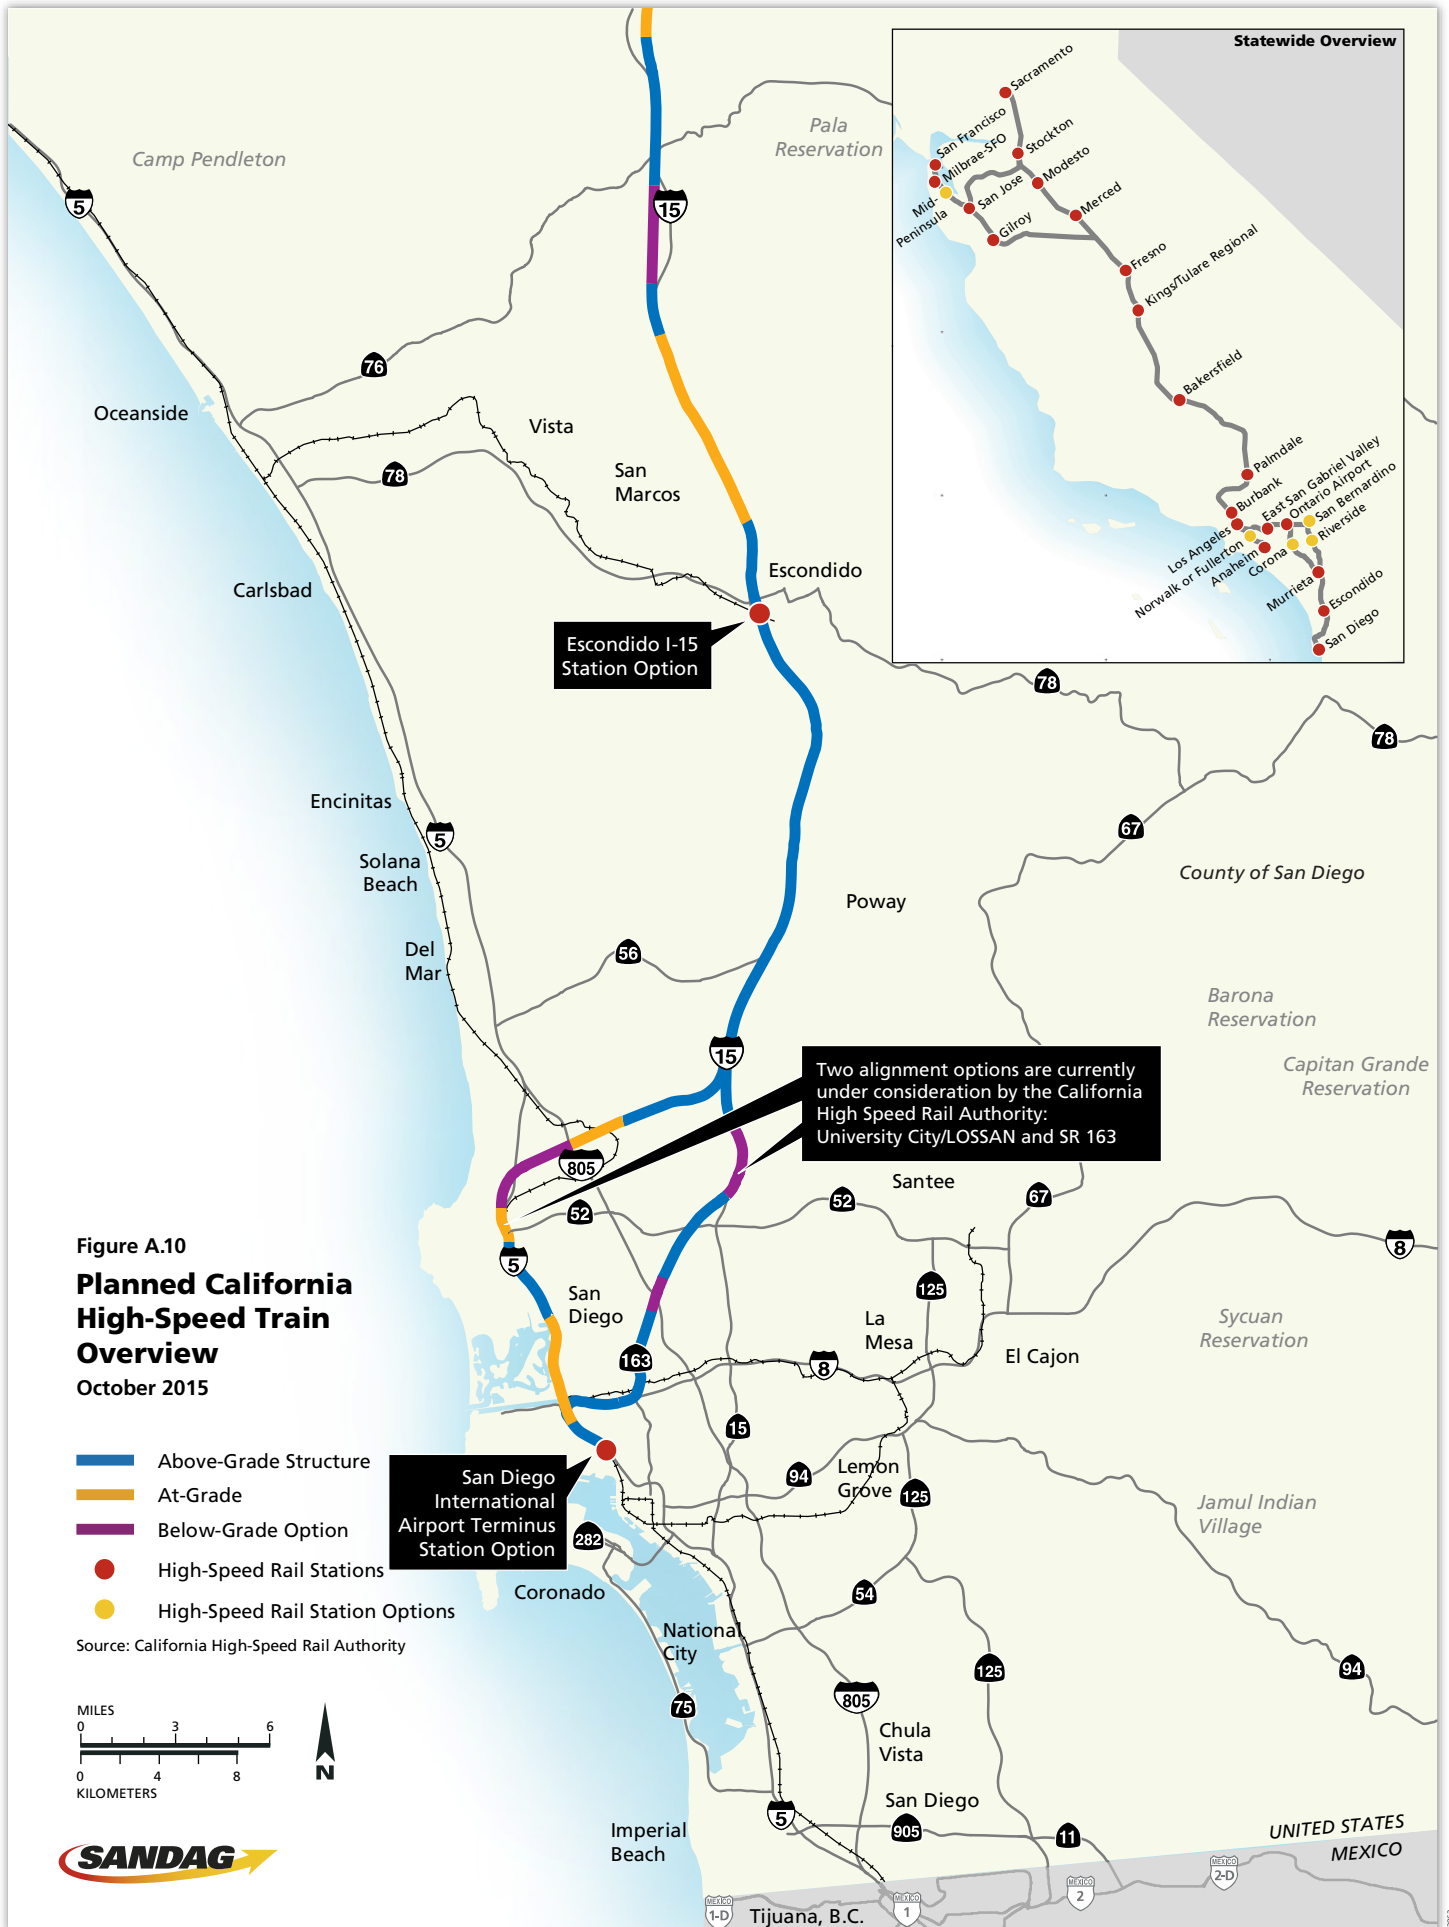 Statewide Overview
Sacramento
San Francisco
Milbrae-SFO
Stockton
Mid-
Peninsula
San Jose
Modesto
Gilroy
Merced
Fresno
Kings/Tulare Regional
Bakersfield
Palmdale
Burbank
East San Gabriel Valley
Ontario Airport
San Bernardino
Riverside
Los Angeles
Norwalk or Fullerton
Anaheim
Corona
Murrieta
Escondido
San Diego
Camp Pendleton
Pala
Reservation
5
15
76
Oceanside
Vista
78
San
Marcos
Escondido
Carlsbad
Escondido I-15
Station Option
78
78
Encinitas
5
67
Solana
Beach
County of San Diego
Poway
Del
Mar
56
Barona
Reservation
15
Capitan Grande
Reservation
Two alignment options are currently
under consideration by the California
High Speed Rail Authority:
University City/LOSSAN and SR 163
805
Santee
52
52
67
8
5
San
Diego
125
La
Mesa
Sycuan
Reservation
163
8
El Cajon
15
94
Lemon
Grove
125
Jamul Indian
Village
Figure A.10
Planned California
High-Speed Train
Overview
October 2015
Above-Grade Structure
At-Grade
Below-Grade Option
High-Speed Rail Stations
High-Speed Rail Station Options
Source: California High-Speed Rail Authority
San Diego
International
Airport Terminus
Station Option
282
Coronado
54
National
City
125
94
75
805
Chula
Vista
MILES
0 3 6
0 4 8
KILOMETERS
N
San Diego
5
905
11
Imperial
Beach
UNITED STATES
MEXICO
SANDAG
MEXICO
1-D
Tijuana, B.C.
MEXICO
1
MEXICO
2
MEXICO
2-D